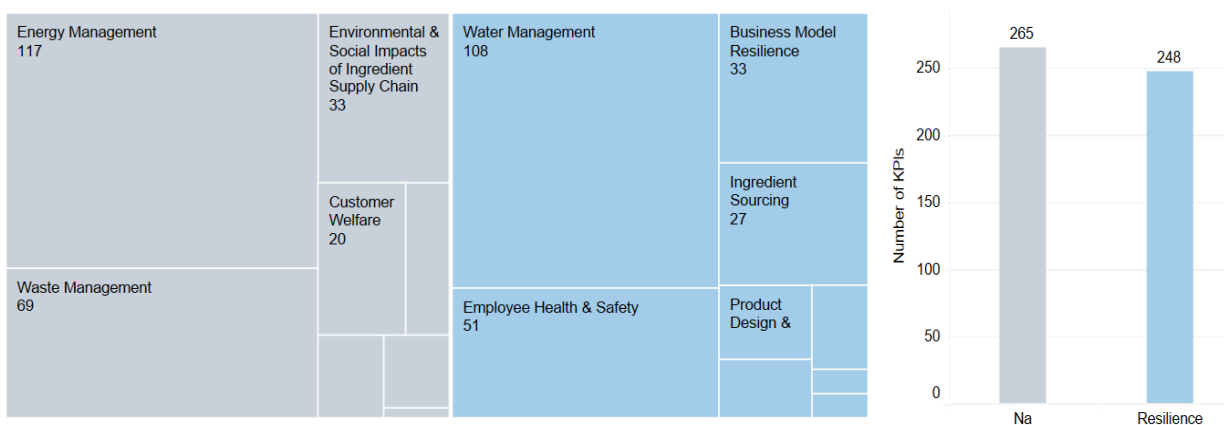 Energy Management
117
Environmental &
Social Impacts
of Ingredient
Supply Chain
33
Customer
Welfare
20
Waste Management
69
Water Management
108
Business Model
Resilience
33
Ingredient
Sourcing
27
Employee Health & Safety
51
Product
Design &
Number of KPIs
250
200
150
100
50
0
265
248
Na
Resilience